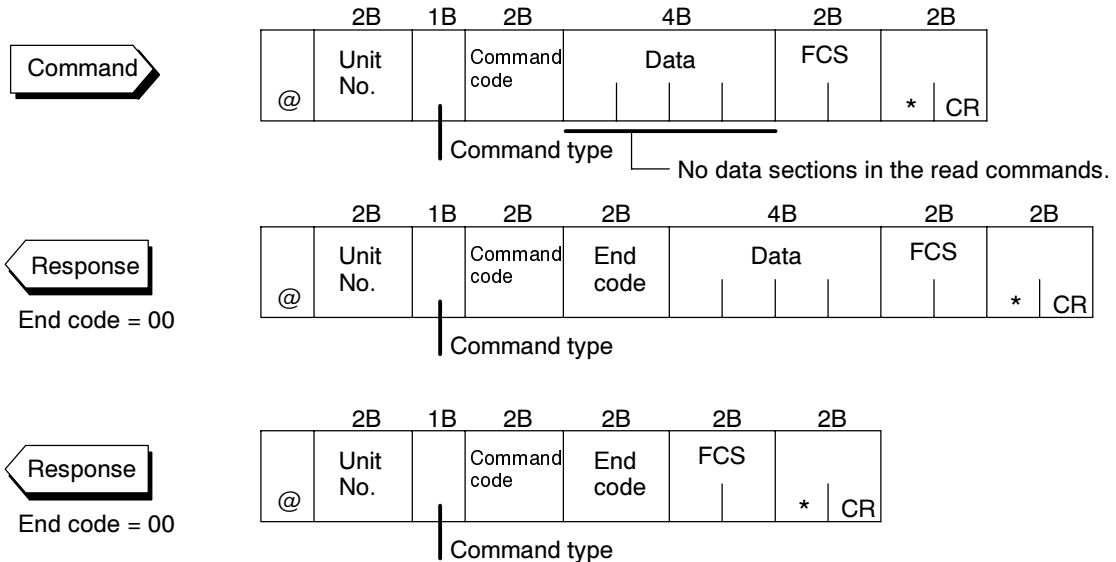 2B 1B 2B 4B 2B 2B
Command
@ Unit No. Command code Data FCS * CR
Command type
No data sections in the read commands.
2B 1B 2B 2B 4B 2B 2B
Response
@ Unit No. Command code End code Data FCS * CR
End code = 00
Command type
2B 1B 2B 2B 2B 2B
Response
@ Unit No. Command code End code FCS * CR
End code = 00
Command type